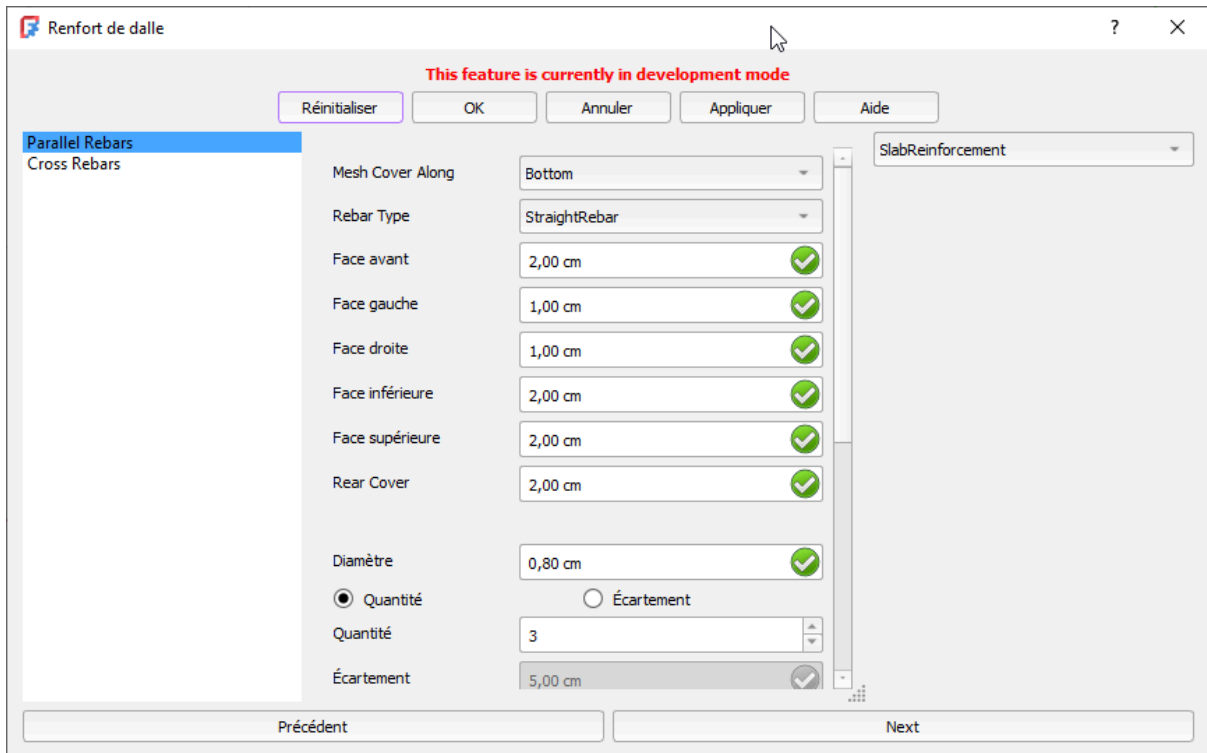 Renfort de dalle
This feature is currently in development mode
Réinitialiser OK Annuler Appliquer Aide
Parallel Rebars
Cross Rebars
Mesh Cover Along Bottom
Rebar Type StraightRebar
Face avant 2,00 cm
Face gauche 1,00 cm
Face droite 1,00 cm
Face inférieure 2,00 cm
Face supérieure 2,00 cm
Rear Cover 2,00 cm
Diamètre 0,80 cm
Quantité Écartement
Quantité 3
Écartement 5,00 cm
SlabReinforcement
Précédent Next